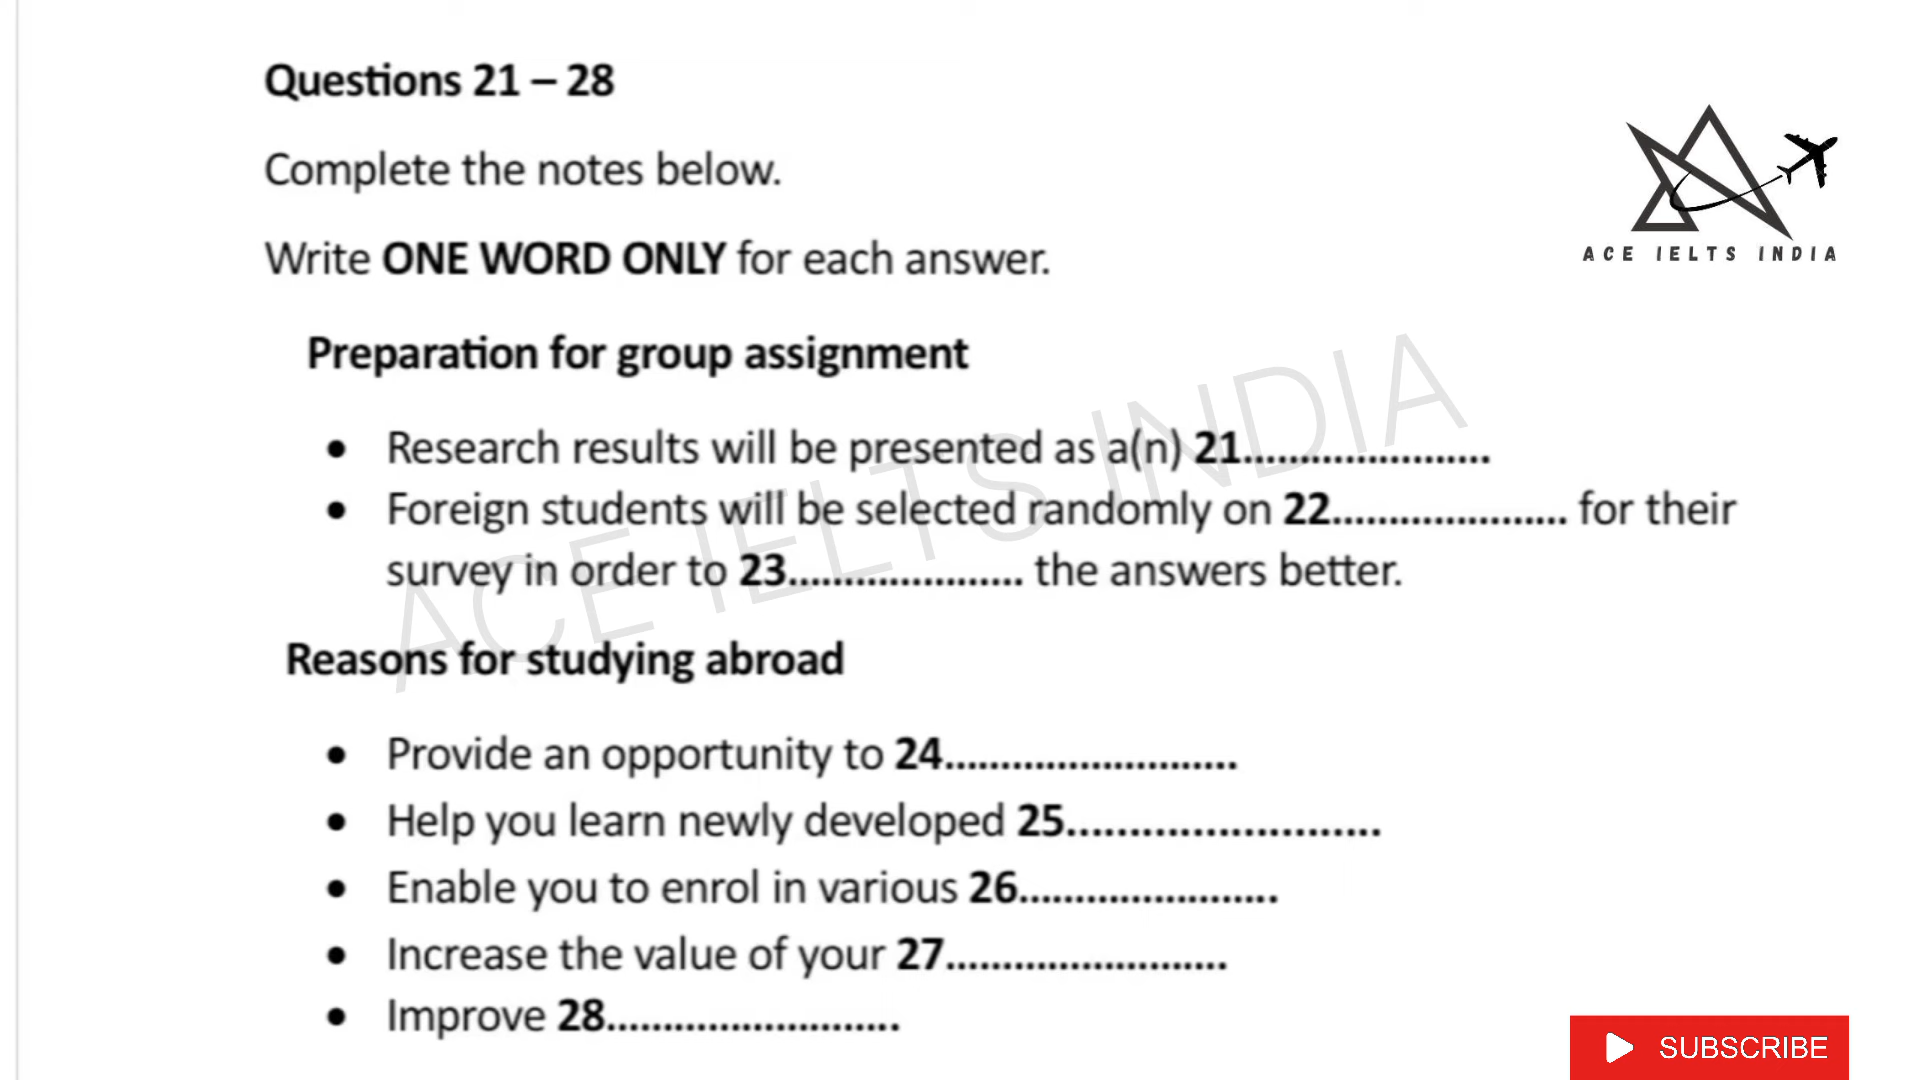 Questions 21 – 28
Complete the notes below.
Write ONE WORD ONLY for each answer.
ACE IELTS INDIA
Preparation for group assignment
• Research results will be presented as a(n) 21......................
• Foreign students will be selected randomly on 22..................... for their
survey in order to 23..................... the answers better.
ACE IELTS INDIA
Reasons for studying abroad
• Provide an opportunity to 24..........................
• Help you learn newly developed 25.........................
• Enable you to enrol in various 26.......................
• Increase the value of your 27.........................
• Improve 28..........................
SUBSCRIBE